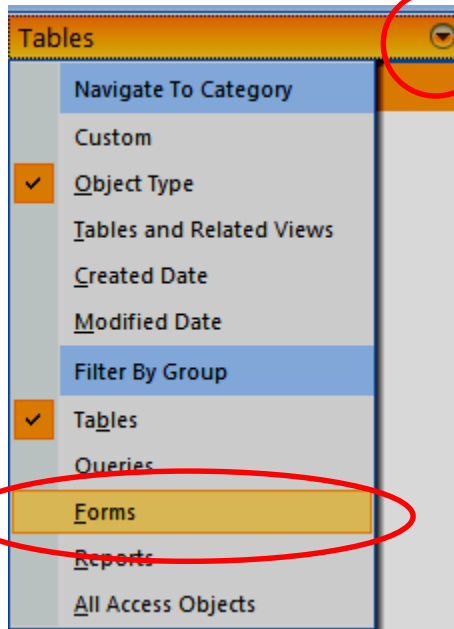 Tables
Navigate To Category
Custom
Object Type
Tables and Related Views
Created Date
Modified Date
Filter By Group
Tables
Queries
Forms
Reports
All Access Objects